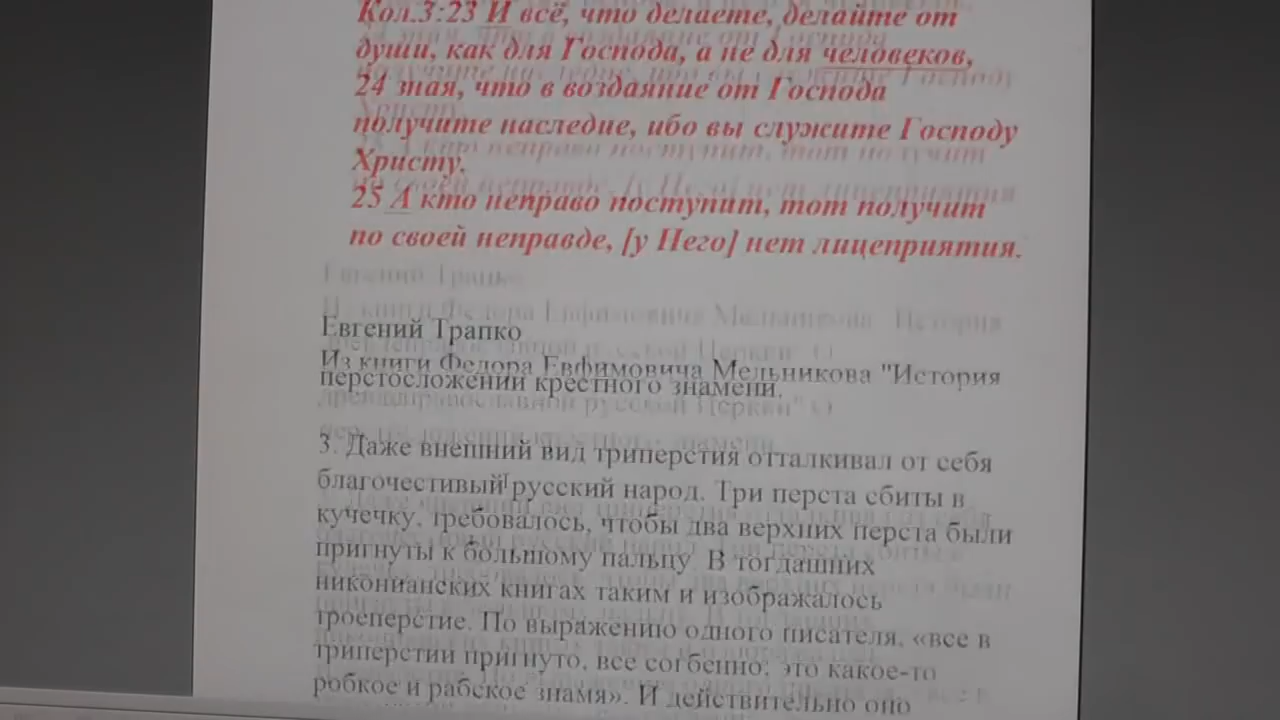 Кол.3:23 И всё, что делаете, делайте от
души, как для Господа, а не для человеков,
24 зная, что в воздаяние от Господа
получите наследие, ибо вы служите Господу
Христу.
25 А кто неправо поступит, тот получит
по своей неправде, [у Него] нет лицеприятия.
Евгений Трапко
Из книги Федора Евфимовича Мельникова "История
древлеправославной русской Церкви" О
перстосложении крестного знамени.
3. Даже внешний вид триперстия отталкивал от себя
благочестивый русский народ. Три перста сбиты в
кучечку, требовалось, чтобы два верхних перста были
пригнуты к большому пальцу. В тогдашних
никонианских книгах таким и изображалось
троеперстие. По выражению одного писателя, «все в
триперстии пригнуто, все согбенно; это какое-то
робкое и рабское знамя». И действительно оно